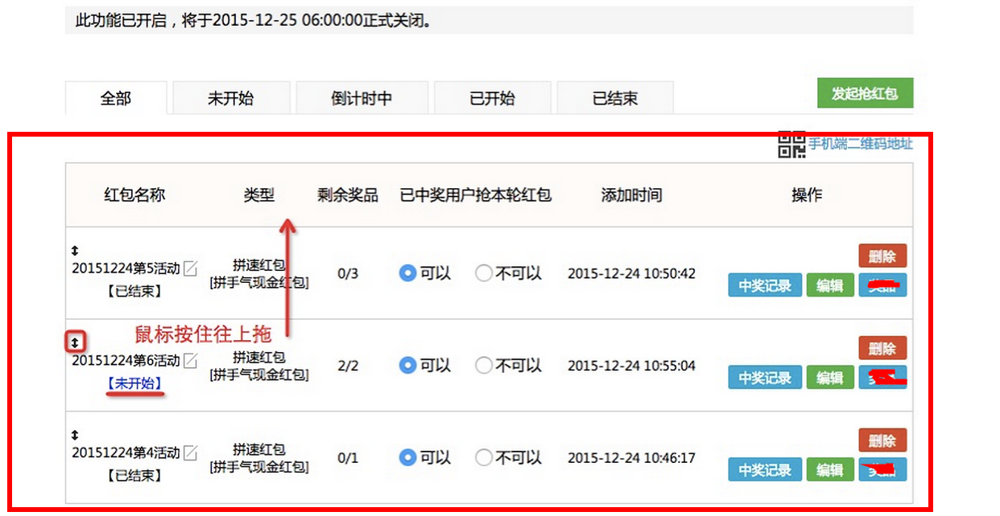 此功能已开启，将于2015-12-25 06:00:00正式关闭。
全部 未开始 倒计时中 已开始 已结束 发起抢红包
手机端二维码地址
红包名称 类型 剩余奖品 已中奖用户抢本轮红包 添加时间 操作
20151224第5活动
【已结束】
拼速红包
[拼手气现金红包]
0/3
可以 不可以
2015-12-24 10:50:42
删除
中奖记录 编辑
鼠标按住往上拖
20151224第6活动
【未开始】
拼速红包
[拼手气现金红包]
2/2
可以 不可以
2015-12-24 10:55:04
删除
中奖记录 编辑
20151224第4活动
【已结束】
拼速红包
[拼手气现金红包]
0/1
可以 不可以
2015-12-24 10:46:17
删除
中奖记录 编辑